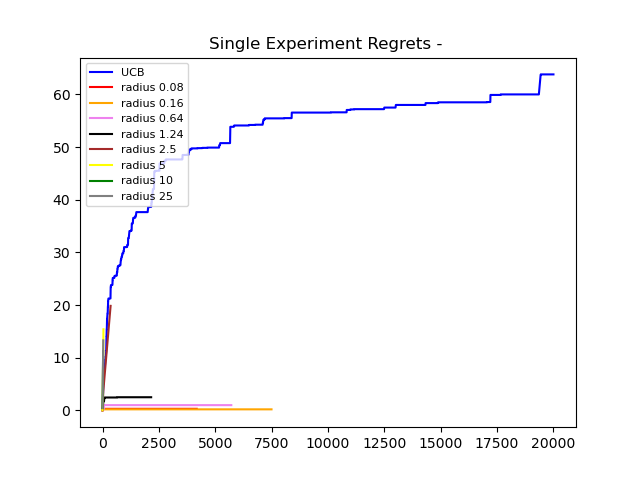 Single Experiment Regrets -
UCB
radius 0.08
radius 0.16
radius 0.64
radius 1.24
radius 2.5
radius 5
radius 10
radius 25
60
50
40
30
20
10
0
0 2500 5000 7500 10000 12500 15000 17500 20000